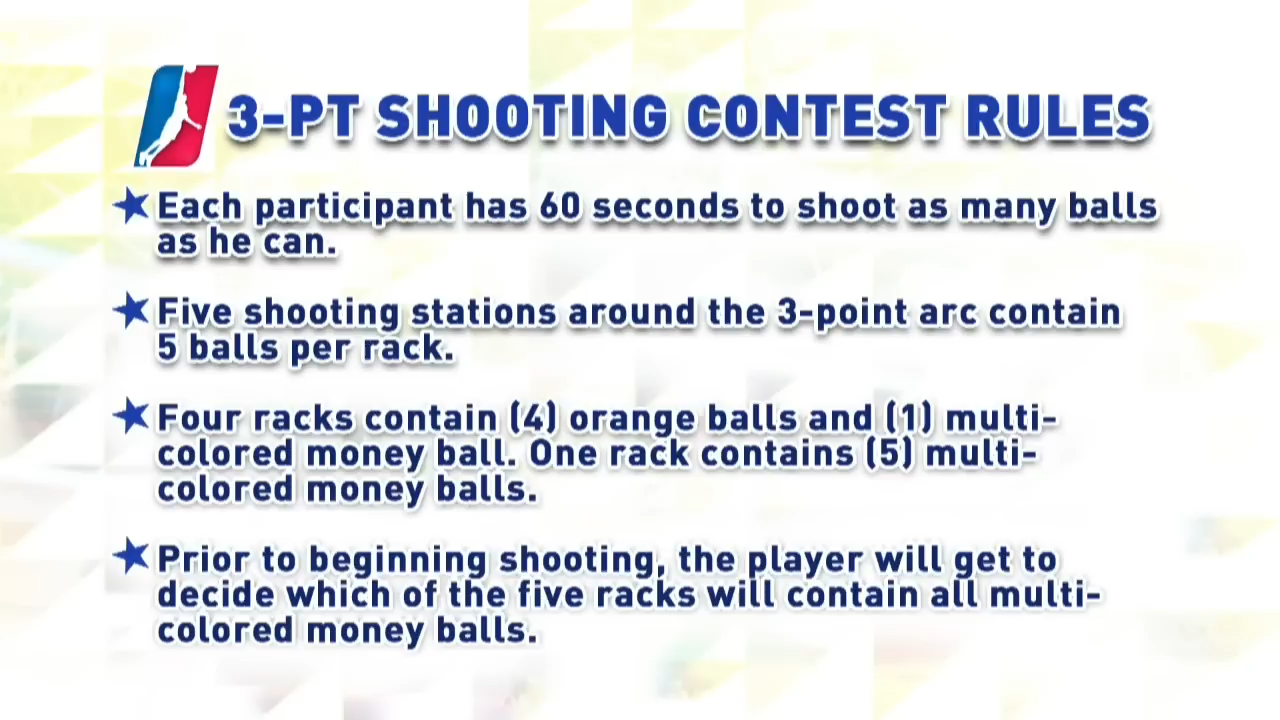 3-PT SHOOTING CONTEST RULES
Each participant has 60 seconds to shoot as many balls
as he can.
Five shooting stations around the 3-point arc contain
5 balls per rack.
Four racks contain (4) orange balls and (1) multi-
colored money ball. One rack contains (5) multi-
colored money balls.
Prior to beginning shooting, the player will get to
decide which of the five racks will contain all multi-
colored money balls.